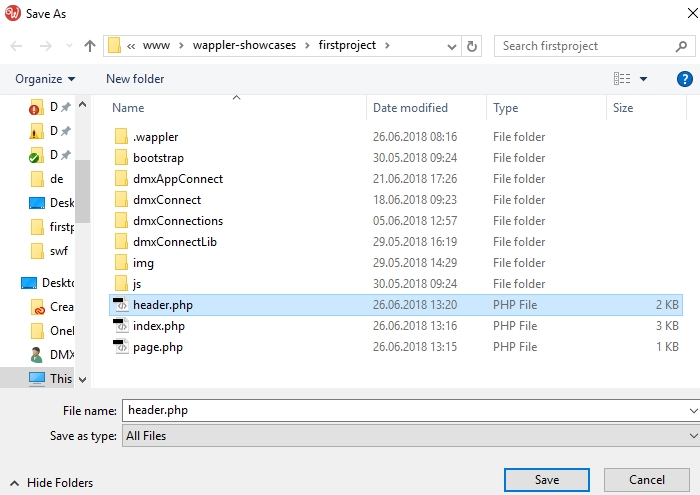 Save As
« www › wappler-showcases › firstproject › Search firstproject
Organize New folder
Name Date modified Type Size
D
D
D
de
Desk
firstp
swf
Deskto
Crea
Onel
DMX
This
.wappler 26.06.2018 08:16 File folder
bootstrap 30.05.2018 09:24 File folder
dmxAppConnect 21.06.2018 17:26 File folder
dmxConnect 18.06.2018 09:23 File folder
dmxConnections 05.06.2018 12:57 File folder
dmxConnectLib 29.05.2018 16:19 File folder
img 29.05.2018 14:29 File folder
js 30.05.2018 09:24 File folder
header.php 26.06.2018 13:20 PHP File 2 KB
index.php 26.06.2018 13:16 PHP File 3 KB
page.php 26.06.2018 13:15 PHP File 1 KB
File name: header.php
Save as type: All Files
Hide Folders Save Cancel